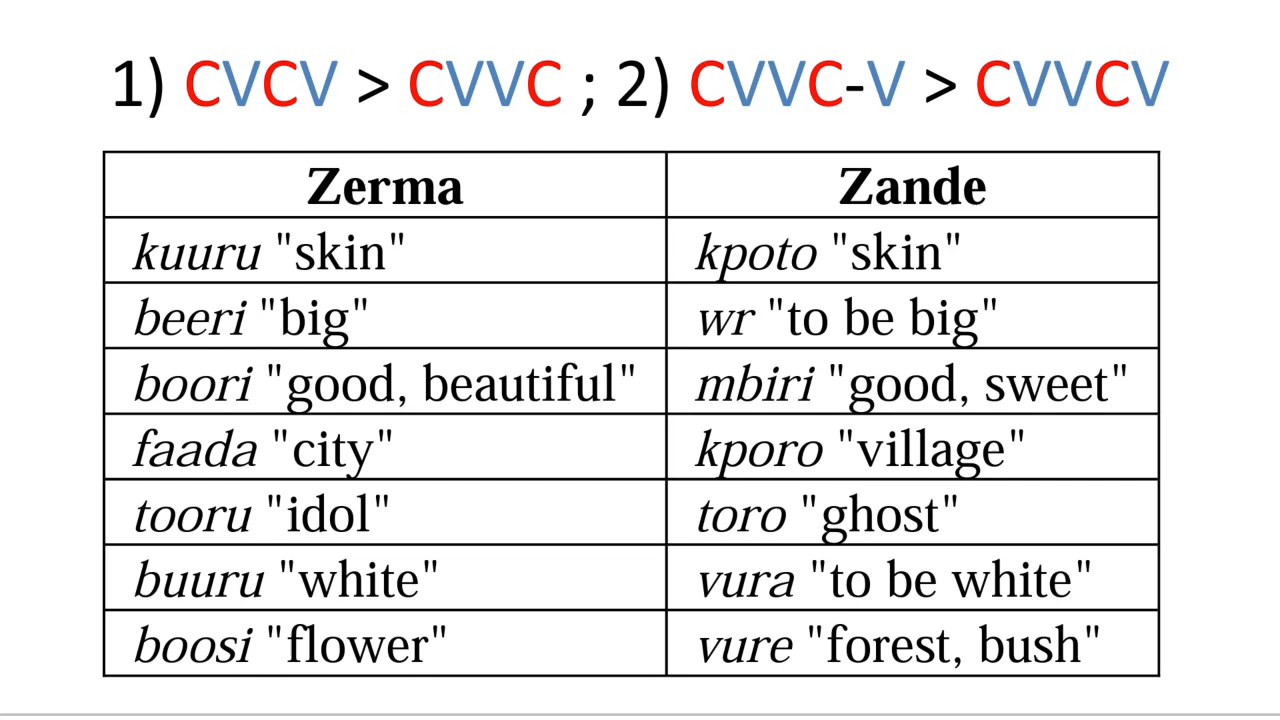 1) CVCV > CVVC ; 2) CVVC-V > CVVCV
Zerma Zande
kuuru "skin" kpoto "skin"
beeri "big" wr "to be big"
boori "good, beautiful" mbiri "good, sweet"
faada "city" kporo "village"
tooru "idol" toro "ghost"
buuru "white" vura "to be white"
boosi "flower" vure "forest, bush"